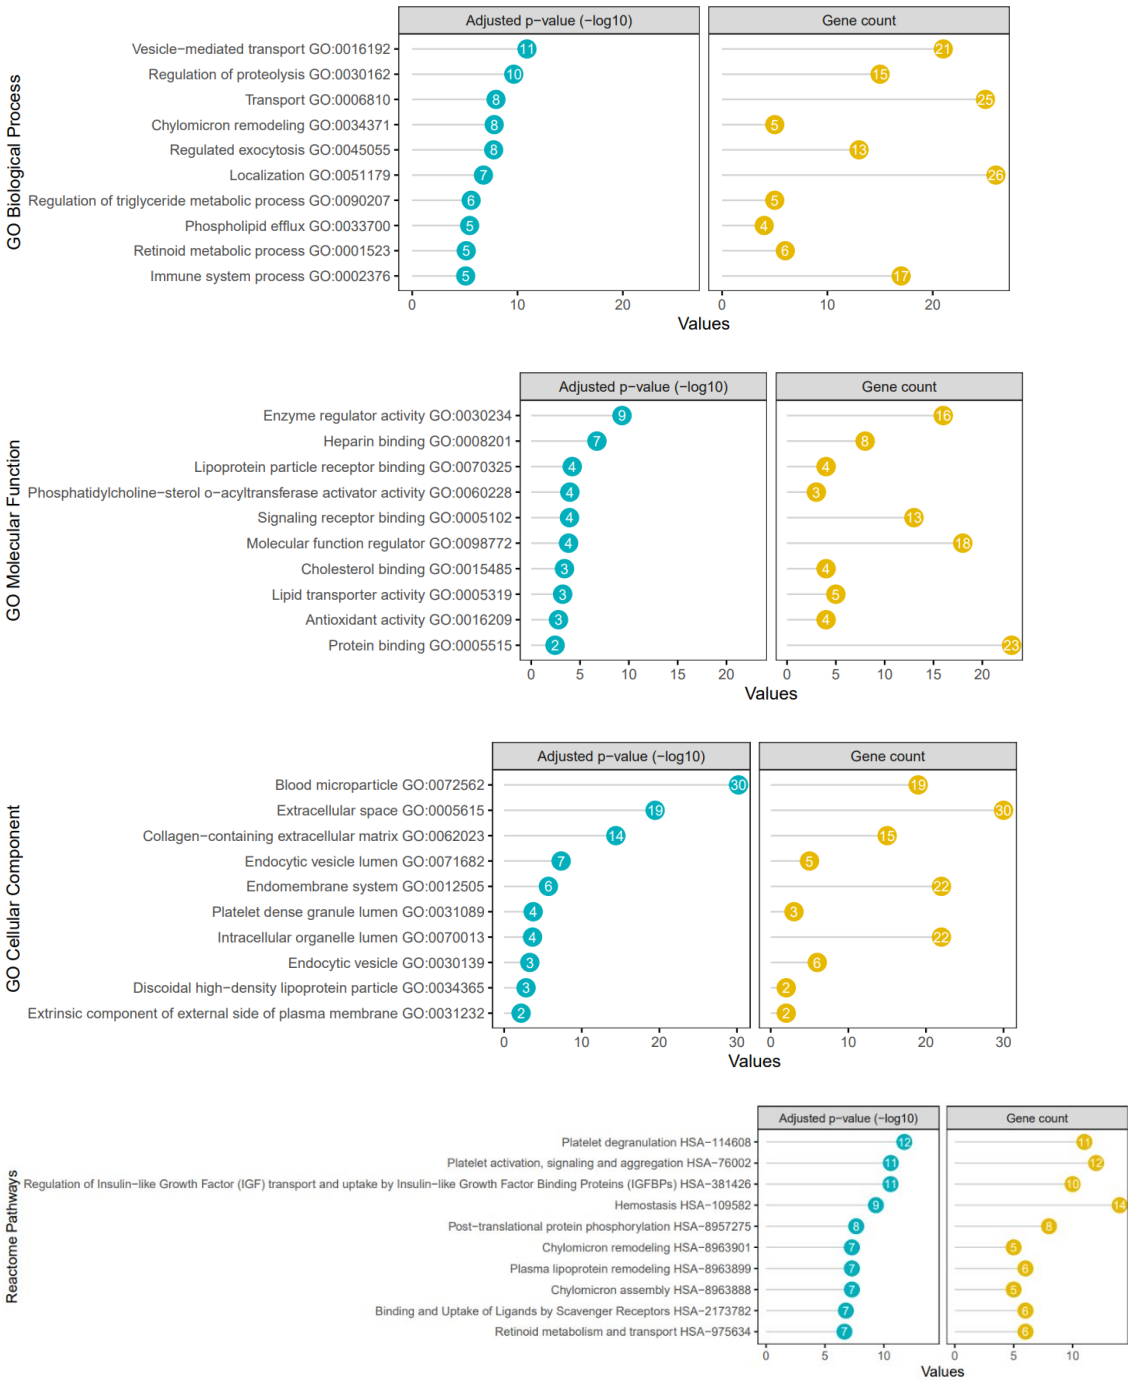 GO Biological Process
Adjusted p−value (−log10) Gene count
Vesicle−mediated transport GO:0016192 11 21
Regulation of proteolysis GO:0030162 10 15
Transport GO:0006810 8 25
Chylomicron remodeling GO:0034371 8 5
Regulated exocytosis GO:0045055 8 13
Localization GO:0051179 7 26
Regulation of triglyceride metabolic process GO:0090207 6 5
Phospholipid efflux GO:0033700 5 4
Retinoid metabolic process GO:0001523 5 6
Immune system process GO:0002376 5 17
0 10 20 0 10 20
Values
GO Molecular Function
Adjusted p−value (−log10) Gene count
Enzyme regulator activity GO:0030234 9 16
Heparin binding GO:0008201 7 8
Lipoprotein particle receptor binding GO:0070325 4 4
Phosphatidylcholine−sterol o−acyltransferase activator activity GO:0060228 4 3
Signaling receptor binding GO:0005102 4 13
Molecular function regulator GO:0098772 4 18
Cholesterol binding GO:0015485 3 4
Lipid transporter activity GO:0005319 3 5
Antioxidant activity GO:0016209 3 4
Protein binding GO:0005515 2 23
0 5 10 15 20 0 5 10 15 20
Values
GO Cellular Component
Adjusted p−value (−log10) Gene count
Blood microparticle GO:0072562 30 19
Extracellular space GO:0005615 19 30
Collagen−containing extracellular matrix GO:0062023 14 15
Endocytic vesicle lumen GO:0071682 7 5
Endomembrane system GO:0012505 6 22
Platelet dense granule lumen GO:0031089 4 3
Intracellular organelle lumen GO:0070013 4 22
Endocytic vesicle GO:0030139 3 6
Discoidal high−density lipoprotein particle GO:0034365 3 2
Extrinsic component of external side of plasma membrane GO:0031232 2 2
0 10 20 30 0 10 20 30
Values
Reactome Pathways
Adjusted p−value (−log10) Gene count
Platelet degranulation HSA−114608 12 11
Platelet activation, signaling and aggregation HSA−76002 11 12
Regulation of Insulin−like Growth Factor (IGF) transport and uptake by Insulin−like Growth Factor Binding Proteins (IGFBPs) HSA−381426 11 10
Hemostasis HSA−109582 9 14
Post−translational protein phosphorylation HSA−8957275 8 8
Chylomicron remodeling HSA−8963901 7 5
Plasma lipoprotein remodeling HSA−8963899 7 6
Chylomicron assembly HSA−8963888 7 5
Binding and Uptake of Ligands by Scavenger Receptors HSA−2173782 7 6
Retinoid metabolism and transport HSA−975634 7 6
0 5 10 0 5 10
Values